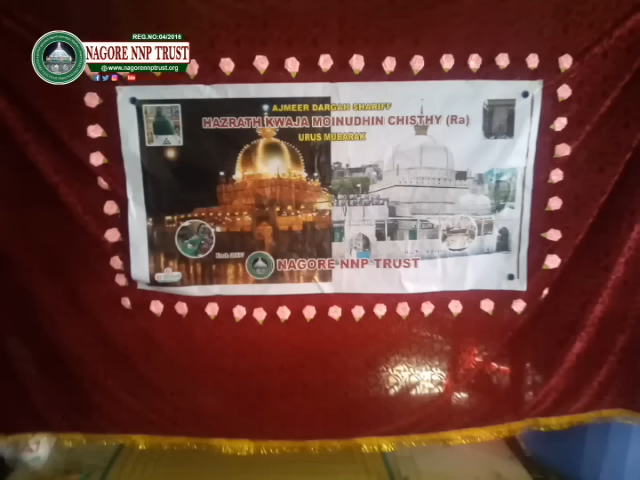 REG.NO:04/2016
NAGORE NNP TRUST
www.nagorennptrust.org
AJMEER DARGAH SHARIFF
HAZRATH KWAJA MOINUDHIN CHISTHY (Ra)
URUS MUBARAK
NAGORE NNP TRUST